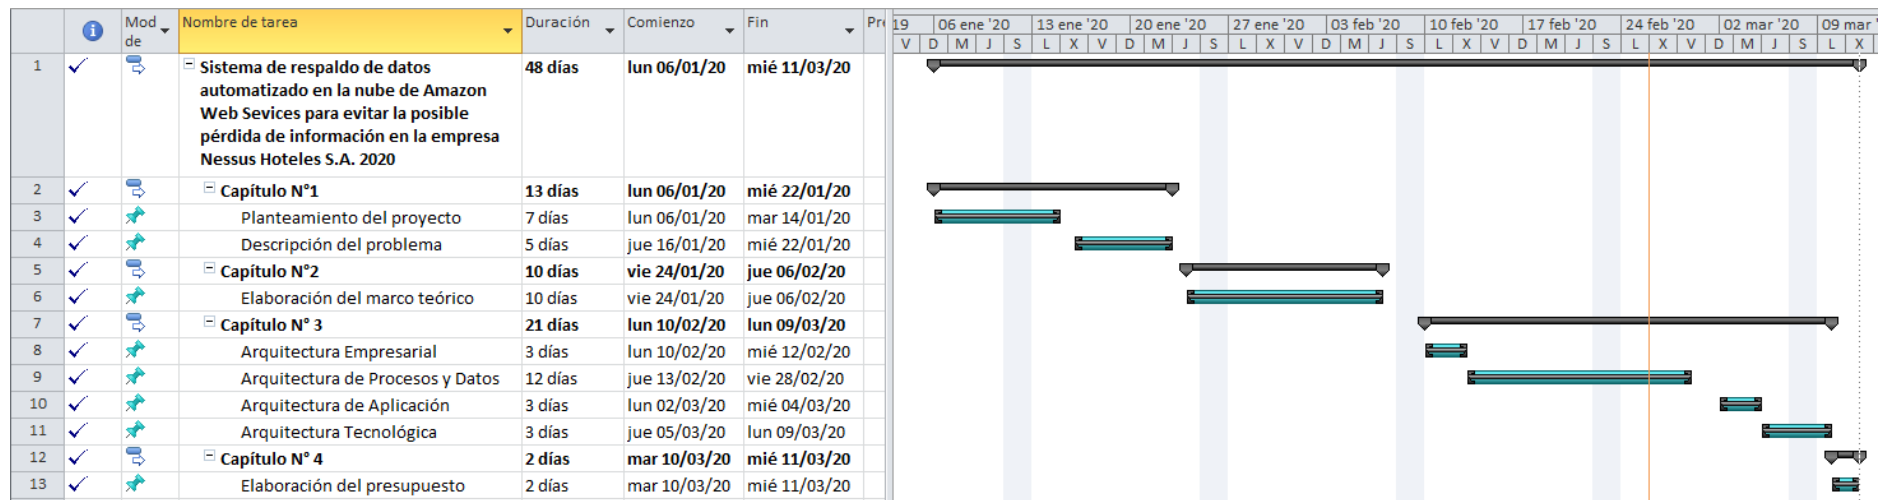 Mod de Nombre de tarea Duración Comienzo Fin Pre
19 06 ene '20 13 ene '20 20 ene '20 27 ene '20 03 feb '20 10 feb '20 17 feb '20 24 feb '20 02 mar '20 09 mar '
V D M J S L X V D M J S L X V D M J S L X V D M J S L X V D M J S L X
1 Sistema de respaldo de datos 48 días lun 06/01/20 mié 11/03/20
automatizado en la nube de Amazon
Web Sevices para evitar la posible
pérdida de información en la empresa
Nessus Hoteles S.A. 2020
2 Capítulo N°1 13 días lun 06/01/20 mié 22/01/20
3 Planteamiento del proyecto 7 días lun 06/01/20 mar 14/01/20
4 Descripción del problema 5 días jue 16/01/20 mié 22/01/20
5 Capítulo N°2 10 días vie 24/01/20 jue 06/02/20
6 Elaboración del marco teórico 10 días vie 24/01/20 jue 06/02/20
7 Capítulo N° 3 21 días lun 10/02/20 lun 09/03/20
8 Arquitectura Empresarial 3 días lun 10/02/20 mié 12/02/20
9 Arquitectura de Procesos y Datos 12 días jue 13/02/20 vie 28/02/20
10 Arquitectura de Aplicación 3 días lun 02/03/20 mié 04/03/20
11 Arquitectura Tecnológica 3 días jue 05/03/20 lun 09/03/20
12 Capítulo N° 4 2 días mar 10/03/20 mié 11/03/20
13 Elaboración del presupuesto 2 días mar 10/03/20 mié 11/03/20